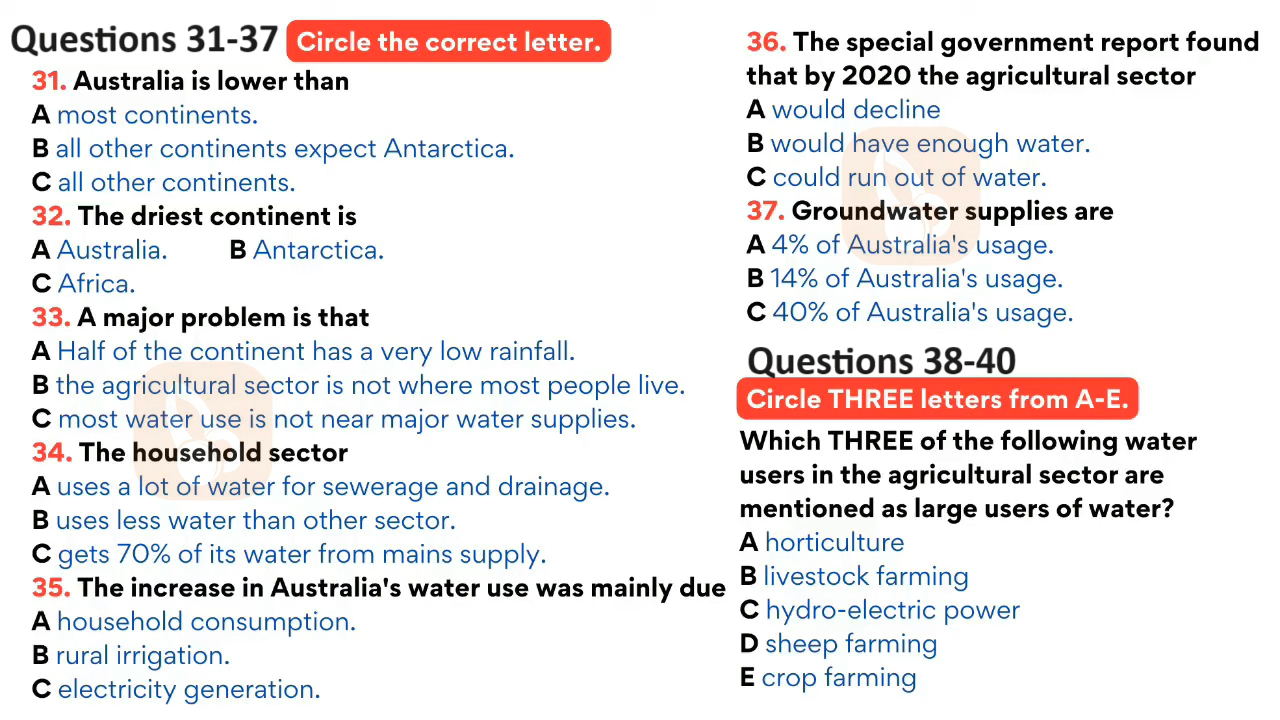 Questions 31-37 Circle the correct letter.
31. Australia is lower than
A most continents.
B all other continents expect Antarctica.
C all other continents.
32. The driest continent is
A Australia. B Antarctica.
C Africa.
33. A major problem is that
A Half of the continent has a very low rainfall.
B the agricultural sector is not where most people live.
C most water use is not near major water supplies.
34. The household sector
A uses a lot of water for sewerage and drainage.
B uses less water than other sector.
C gets 70% of its water from mains supply.
35. The increase in Australia's water use was mainly due
A household consumption.
B rural irrigation.
C electricity generation.
36. The special government report found
that by 2020 the agricultural sector
A would decline
B would have enough water.
C could run out of water.
37. Groundwater supplies are
A 4% of Australia's usage.
B 14% of Australia's usage.
C 40% of Australia's usage.
Questions 38-40
Circle THREE letters from A-E.
Which THREE of the following water
users in the agricultural sector are
mentioned as large users of water?
A horticulture
B livestock farming
C hydro-electric power
D sheep farming
E crop farming